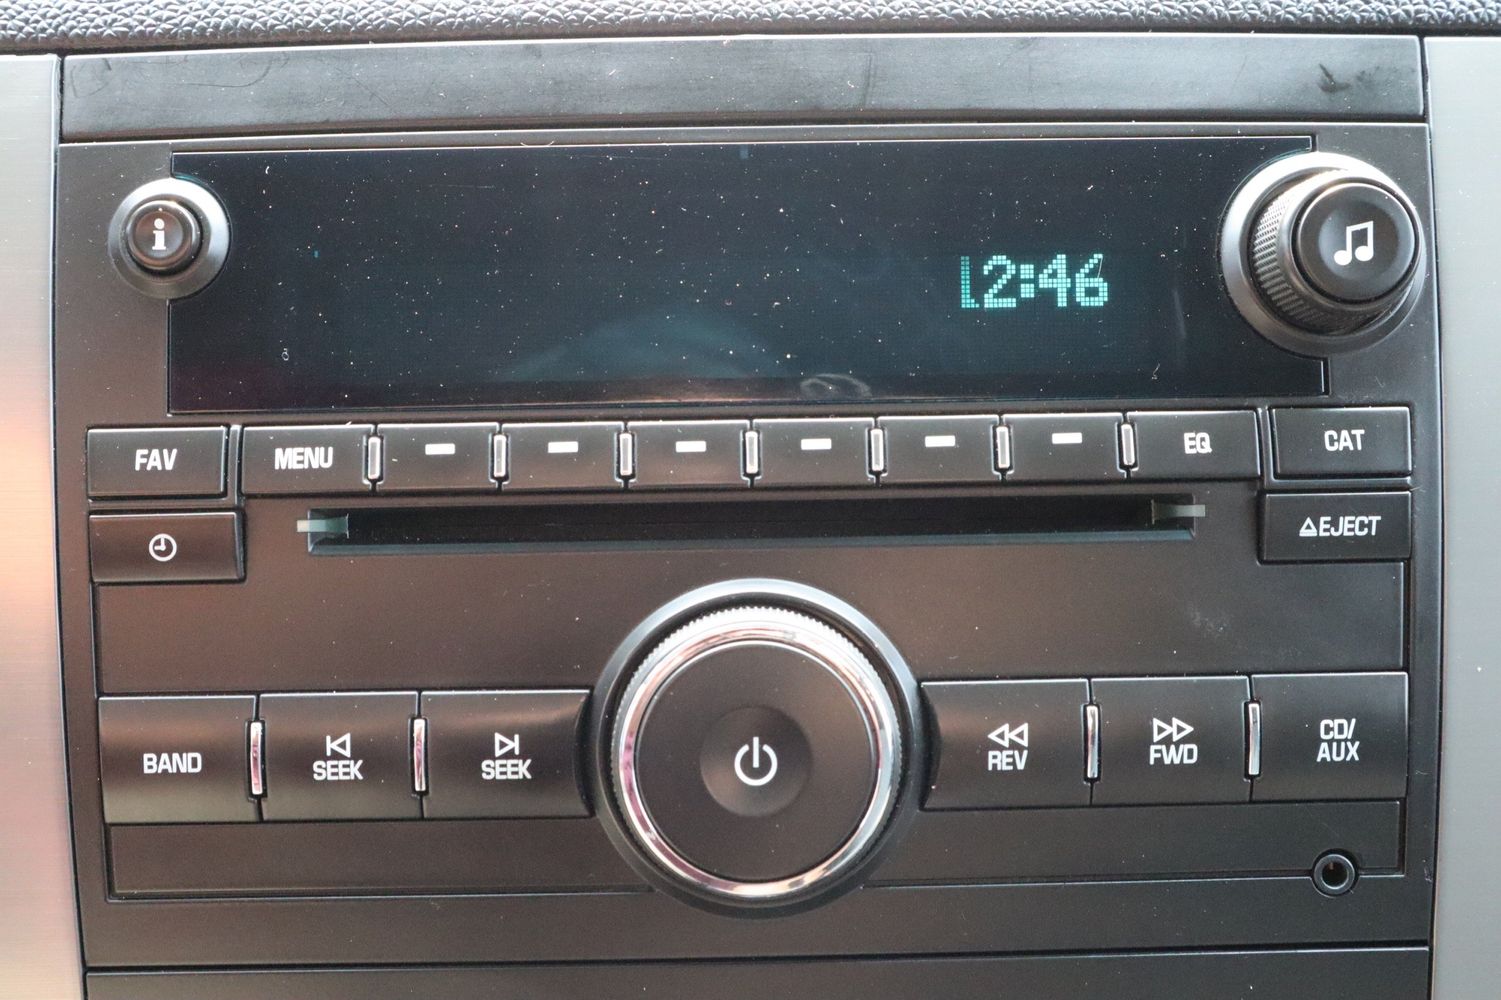 12:46
FAV
MENU
EQ
CAT
EJECT
BAND
SEEK
SEEK
REV
FWD
CD/
AUX